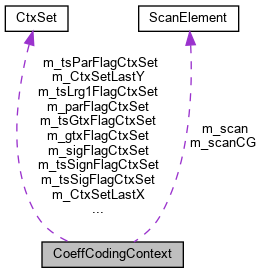 CtxSet
ScanElement
m_tsParFlagCtxSet
m_CtxSetLastY
m_tsLrg1FlagCtxSet
m_parFlagCtxSet
m_tsGtxFlagCtxSet
m_gtxFlagCtxSet
m_sigFlagCtxSet
m_tsSignFlagCtxSet
m_tsSigFlagCtxSet
m_CtxSetLastX
...
m_scan
m_scanCG
CoeffCodingContext